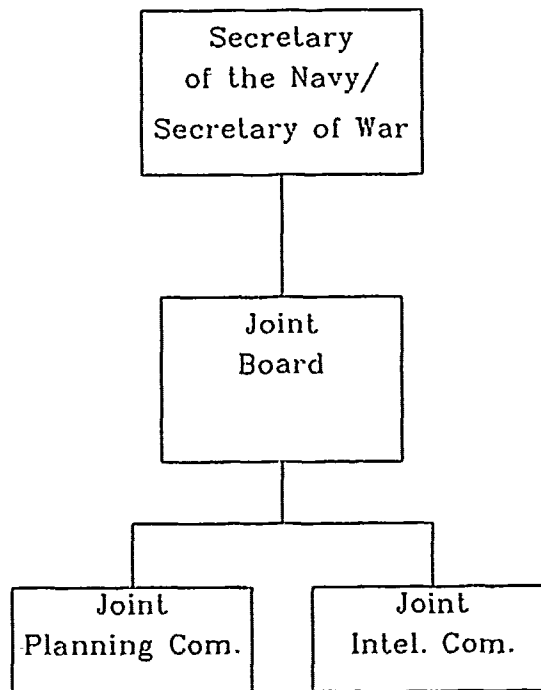 Secretary
of the Navy/
Secretary of War
Joint
Board
Joint
Planning Com.
Joint
Intel. Com.